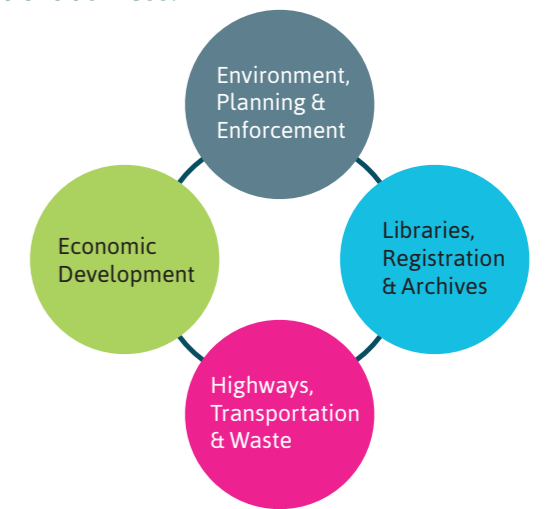 Environment,
Planning &
Enforcement
Libraries,
Registration
& Archives
Economic
Development
Highways,
Transportation
& Waste